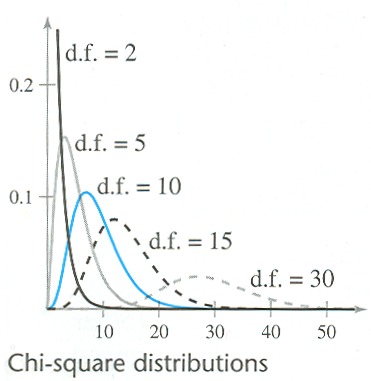 d.f. = 2
0.2
d.f. = 5
d.f. = 10
0.1
d.f. = 15
d.f. = 30
10 20 30 40 50
Chi-square distributions